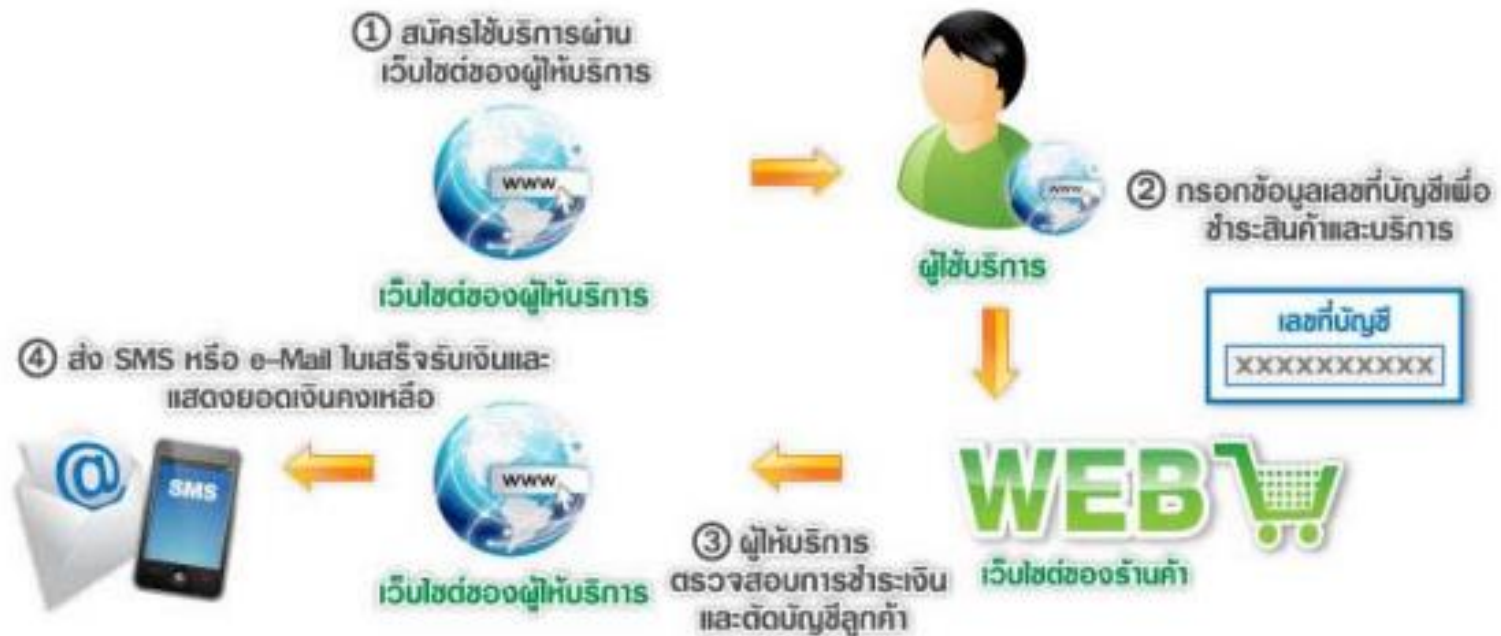 ① สมัครใช้บริการผ่าน
เว็บไซต์ของผู้ให้บริการ
www
เว็บไซต์ของผู้ให้บริการ
www
ผู้ใช้บริการ
② กรอกข้อมูลเลขที่บัญชีเพื่อ
ชำระสินค้าและบริการ
เลขที่บัญชี
XXXXXXXXXX
WEB
เว็บไซต์ของร้านค้า
③ ผู้ให้บริการ
ตรวจสอบการชำระเงิน
และตัดบัญชีลูกค้า
www
เว็บไซต์ของผู้ให้บริการ
④ ส่ง SMS หรือ e-Mail ใบเสร็จรับเงินและ
แสดงยอดเงินคงเหลือ
@
SMS